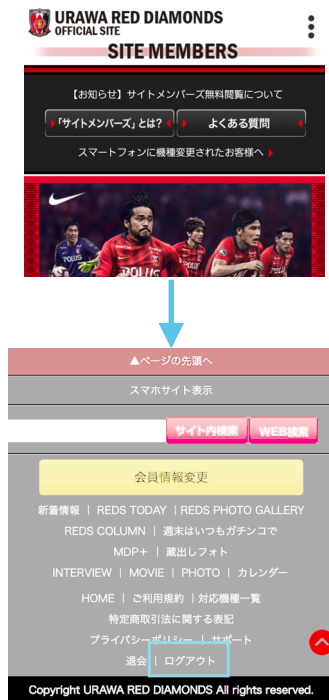 URAWA RED DIAMONDS
OFFICIAL SITE
SITE MEMBERS
【お知らせ】サイトメンバーズ無料閲覧について
「サイトメンバーズ」とは？ よくある質問
スマートフォンに機種変更されたお客様へ
POLUS POLUS POLUS POLUS
▲ページの先頭へ
スマホサイト表示
サイト内検索 WEB検索
会員情報変更
新着情報 | REDS TODAY | REDS PHOTO GALLERY
REDS COLUMN | 週末はいつもガチンコで
MDP+ | 蔵出しフォト
INTERVIEW | MOVIE | PHOTO | カレンダー
HOME | ご利用規約 | 対応機種一覧
特定商取引法に関する表記
プライバシーポリシー | サポート
退会 | ログアウト
Copyright URAWA RED DIAMONDS All rights reserved.